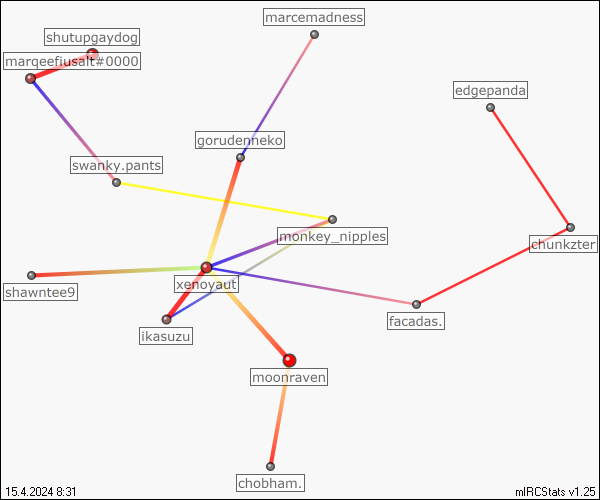 marcemadness
shutupgaydog
marqeefiusalt#0000
edgepanda
gorudenneko
swanky.pants
monkey_nipples
chunkzter
xenoyaut
shawntee9
facadas.
ikasuzu
moonraven
chobham.
15.4.2024 8:31
mIRCStats v1.25